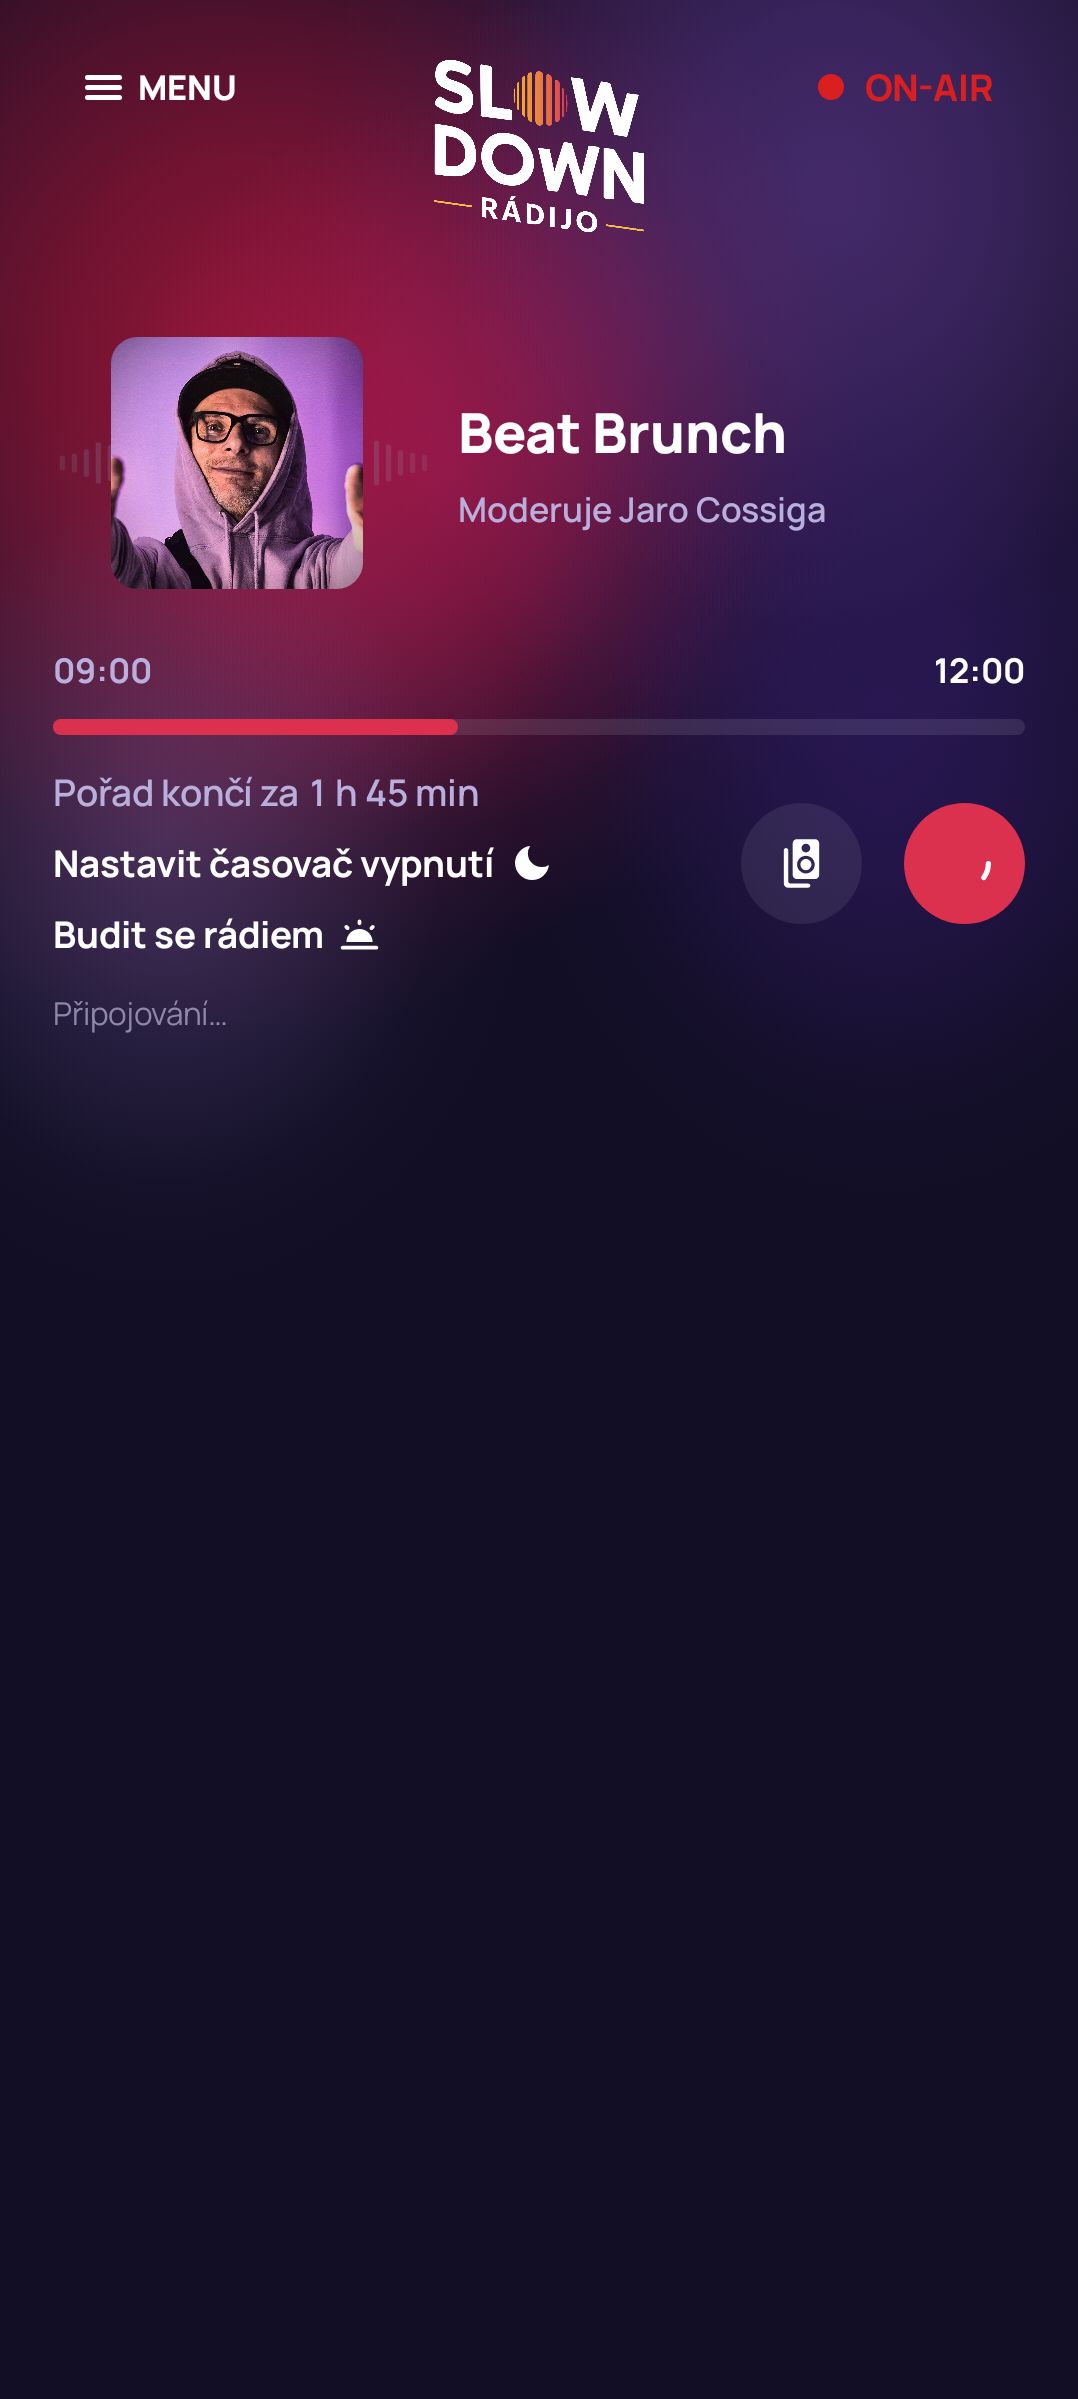 MENU
SLOW
DOWN
RÁDIJO
ON-AIR
Beat Brunch
Moderuje Jaro Cossiga
09:00
12:00
Pořad končí za 1 h 45 min
Nastavit časovač vypnutí
Budit se rádiem
Připojování...